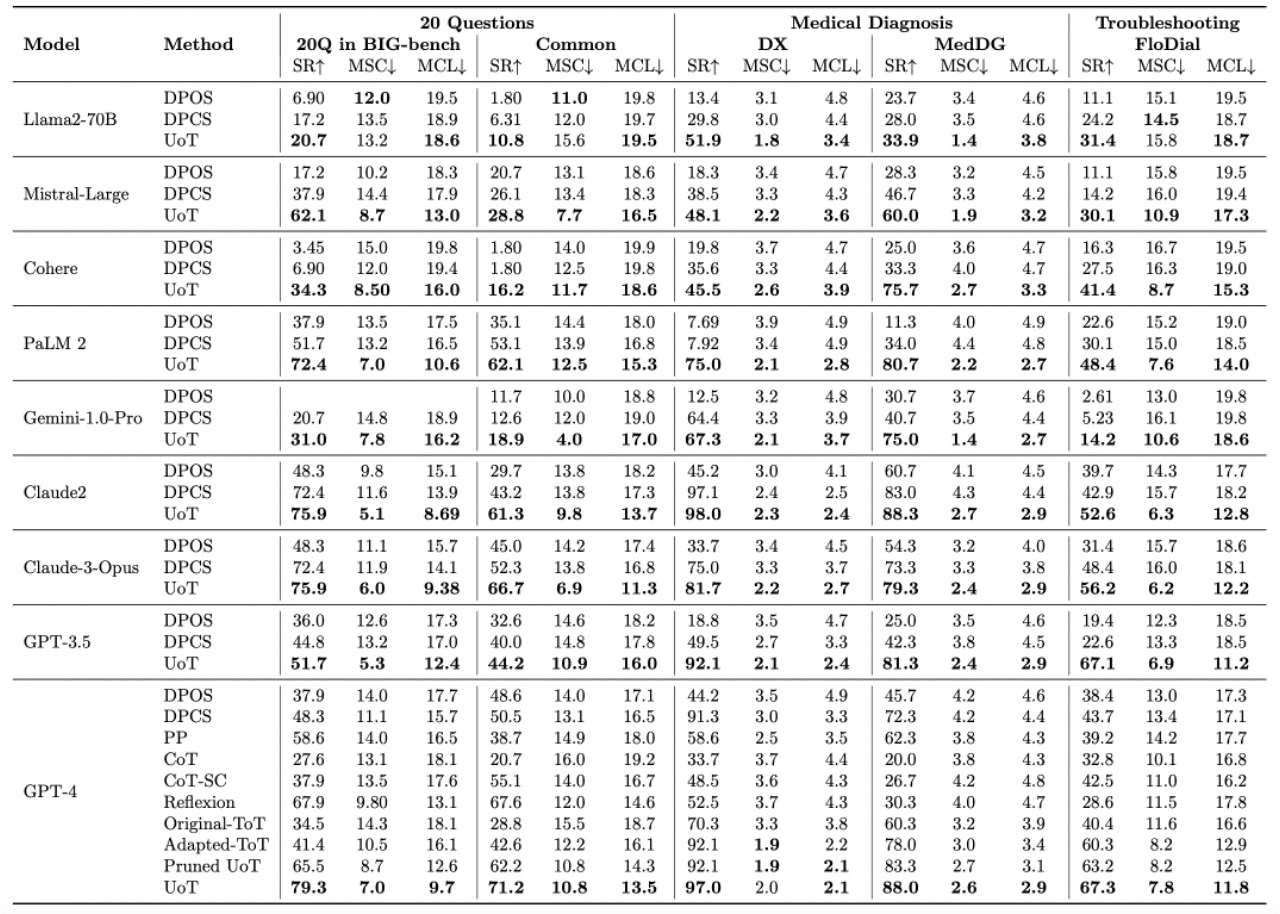 20 Questions Medical Diagnosis Troubleshooting
Model Method 20Q in BIG-bench Common DX MedDG FloDial
SR↑ MSC↓ MCL↓ SR↑ MSC↓ MCL↓ SR↑ MSC↓ MCL↓ SR↑ MSC↓ MCL↓ SR↑ MSC↓ MCL↓
DPOS 6.90 12.0 19.5 1.80 11.0 19.8 13.4 3.1 4.8 23.7 3.4 4.6 11.1 15.1 19.5
Llama2-70B DPCS 17.2 13.5 18.9 6.31 12.0 19.7 29.8 3.0 4.4 28.0 3.5 4.6 24.2 14.5 18.7
UoT 20.7 13.2 18.6 10.8 15.6 19.5 51.9 1.8 3.4 33.9 1.4 3.8 31.4 15.8 18.7
DPOS 17.2 10.2 18.3 20.7 13.1 18.6 18.3 3.4 4.7 28.3 3.2 4.5 11.1 15.8 19.5
Mistral-Large DPCS 37.9 14.4 17.9 26.1 13.4 18.3 38.5 3.3 4.3 46.7 3.3 4.2 14.2 16.0 19.4
UoT 62.1 8.7 13.0 28.8 7.7 16.5 48.1 2.2 3.6 60.0 1.9 3.2 30.1 10.9 17.3
DPOS 3.45 15.0 19.8 1.80 14.0 19.9 19.8 3.7 4.7 25.0 3.6 4.7 16.3 16.7 19.5
Cohere DPCS 6.90 12.0 19.4 1.80 12.5 19.8 35.6 3.3 4.4 33.3 4.0 4.7 27.5 16.3 19.0
UoT 34.3 8.50 16.0 16.2 11.7 18.6 45.5 2.6 3.9 75.7 2.7 3.3 41.4 8.7 15.3
DPOS 37.9 13.5 17.5 35.1 14.4 18.0 7.69 3.9 4.9 11.3 4.0 4.9 22.6 15.2 19.0
PaLM 2 DPCS 51.7 13.2 16.5 53.1 13.9 16.8 7.92 3.4 4.9 34.0 4.4 4.8 30.1 15.0 18.5
UoT 72.4 7.0 10.6 62.1 12.5 15.3 75.0 2.1 2.8 80.7 2.2 2.7 48.4 7.6 14.0
DPOS 11.7 10.0 18.8 12.5 3.2 4.8 30.7 3.7 4.6 2.61 13.0 19.8
Gemini-1.0-Pro DPCS 20.7 14.8 18.9 12.6 12.0 19.0 64.4 3.3 3.9 40.7 3.5 4.4 5.23 16.1 19.8
UoT 31.0 7.8 16.2 18.9 4.0 17.0 67.3 2.1 3.7 75.0 1.4 2.7 14.2 10.6 18.6
DPOS 48.3 9.8 15.1 29.7 13.8 18.2 45.2 3.0 4.1 60.7 4.1 4.5 39.7 14.3 17.7
Claude2 DPCS 72.4 11.6 13.9 43.2 13.8 17.3 97.1 2.4 2.5 83.0 4.3 4.4 42.9 15.7 18.2
UoT 75.9 5.1 8.69 61.3 9.8 13.7 98.0 2.3 2.4 88.3 2.7 2.9 52.6 6.3 12.8
DPOS 48.3 11.1 15.7 45.0 14.2 17.4 33.7 3.4 4.5 54.3 3.2 4.0 31.4 15.7 18.6
Claude-3-Opus DPCS 72.4 11.9 14.1 52.3 13.8 16.8 75.0 3.3 3.7 73.3 3.3 3.8 48.4 16.0 18.1
UoT 75.9 6.0 9.38 66.7 6.9 11.3 81.7 2.2 2.7 79.3 2.4 2.9 56.2 6.2 12.2
DPOS 36.0 12.6 17.3 32.6 14.6 18.2 18.8 3.5 4.7 25.0 3.5 4.6 19.4 12.3 18.5
GPT-3.5 DPCS 44.8 13.2 17.0 40.0 14.8 17.8 49.5 2.7 3.3 42.3 3.8 4.5 22.6 13.3 18.5
UoT 51.7 5.3 12.4 44.2 10.9 16.0 92.1 2.1 2.4 81.3 2.4 2.9 67.1 6.9 11.2
DPOS 37.9 14.0 17.7 48.6 14.0 17.1 44.2 3.5 4.9 45.7 4.2 4.6 38.4 13.0 17.3
DPCS 48.3 11.1 15.7 50.5 13.1 16.5 91.3 3.0 3.3 72.3 4.2 4.4 43.7 13.4 17.1
PP 58.6 14.0 16.5 38.7 14.9 18.0 58.6 2.5 3.5 62.3 3.8 4.3 39.2 14.2 17.7
CoT 27.6 13.1 18.1 20.7 16.0 19.2 33.7 3.7 4.4 20.0 3.8 4.3 32.8 10.1 16.8
CoT-SC 37.9 13.5 17.6 55.1 14.0 16.7 48.5 3.6 4.3 26.7 4.2 4.8 42.5 11.0 16.2
GPT-4
Reflexion 67.9 9.80 13.1 67.6 12.0 14.6 52.5 3.7 4.3 30.3 4.0 4.7 28.6 11.5 17.8
Original-ToT 34.5 14.3 18.1 28.8 15.5 18.7 70.3 3.3 3.8 60.3 3.2 3.9 40.4 11.6 16.6
Adapted-ToT 41.4 10.5 16.1 42.6 12.2 16.1 92.1 1.9 2.2 78.0 3.0 3.4 60.3 8.2 12.9
Pruned UoT 65.5 8.7 12.6 62.2 10.8 14.3 92.1 1.9 2.1 83.3 2.7 3.1 63.2 8.2 12.5
UoT 79.3 7.0 9.7 71.2 10.8 13.5 97.0 2.0 2.1 88.0 2.6 2.9 67.3 7.8 11.8